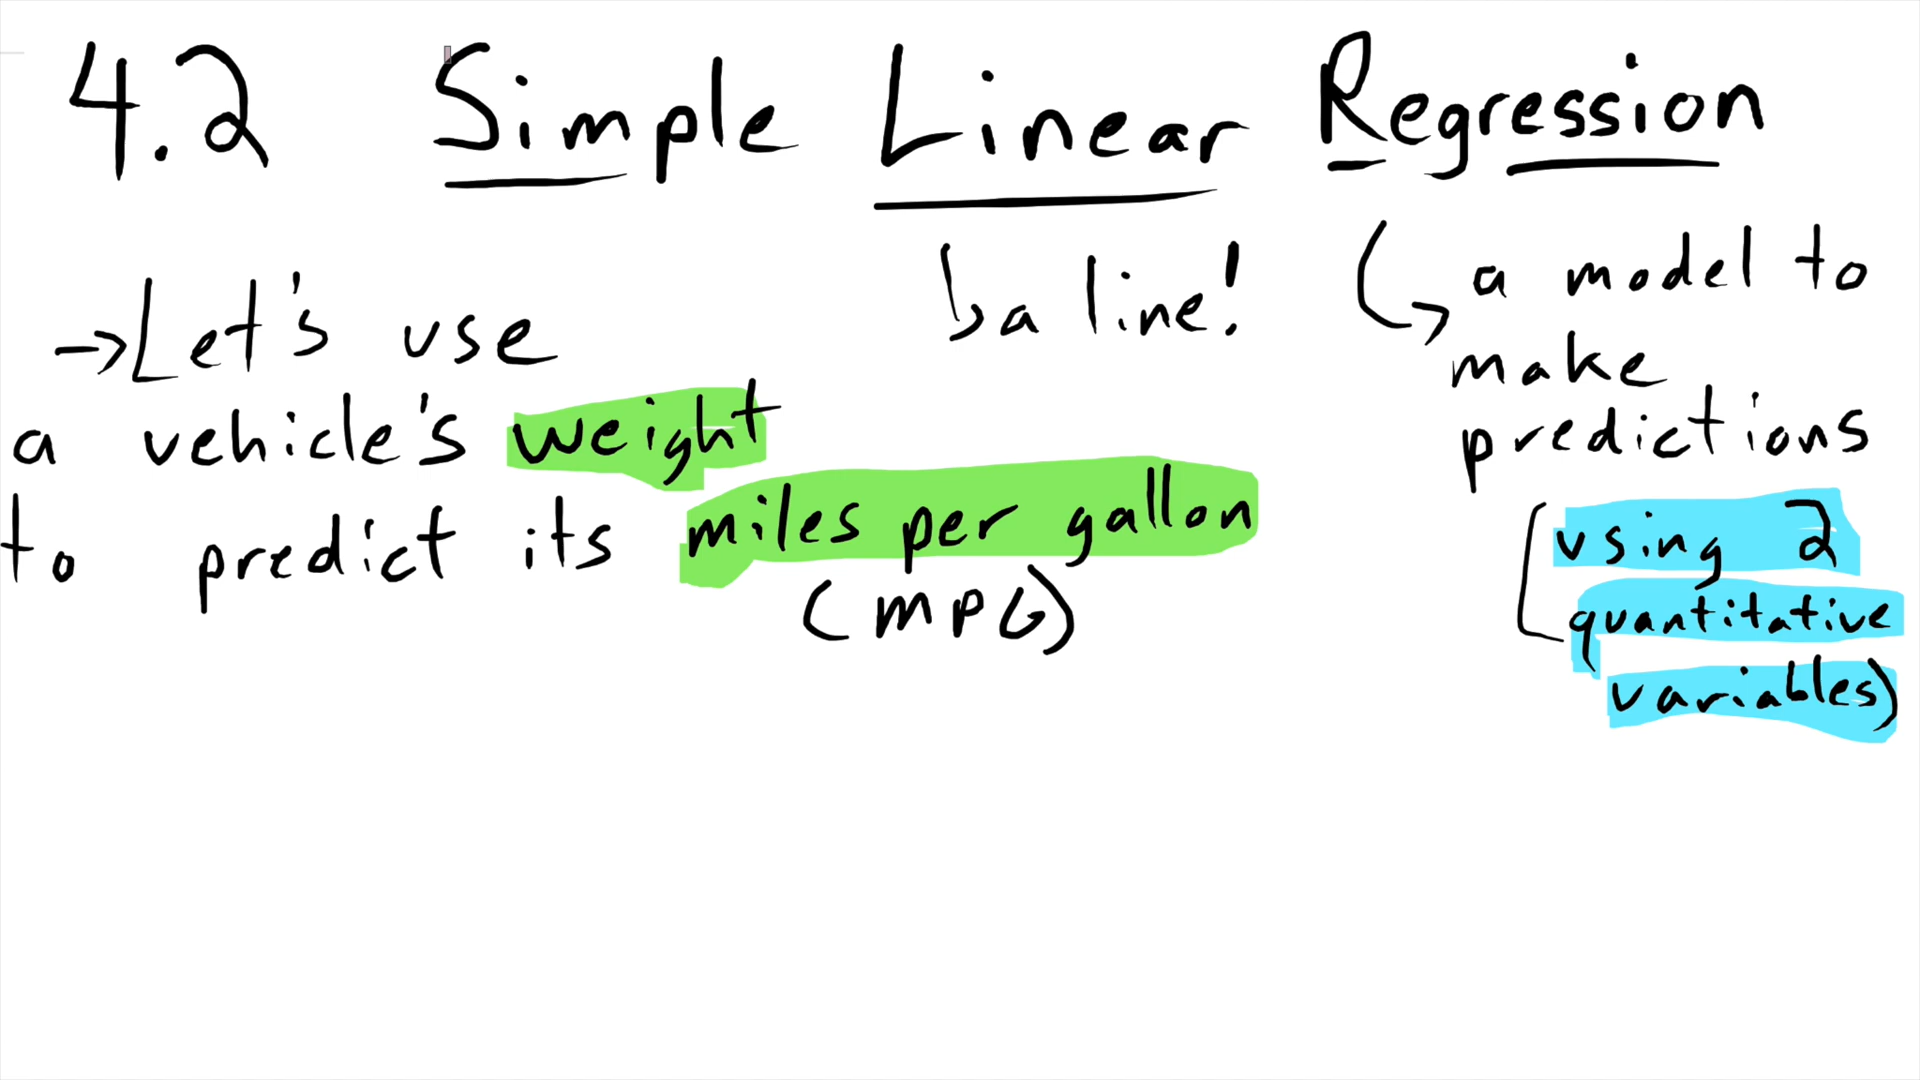 4.2 Simple Linear Regression
a line!
a model to
make
predictions
(using 2
quantitative
variables)
→Let's use
a vehicle's weight
to predict its miles per gallon
(MPG)